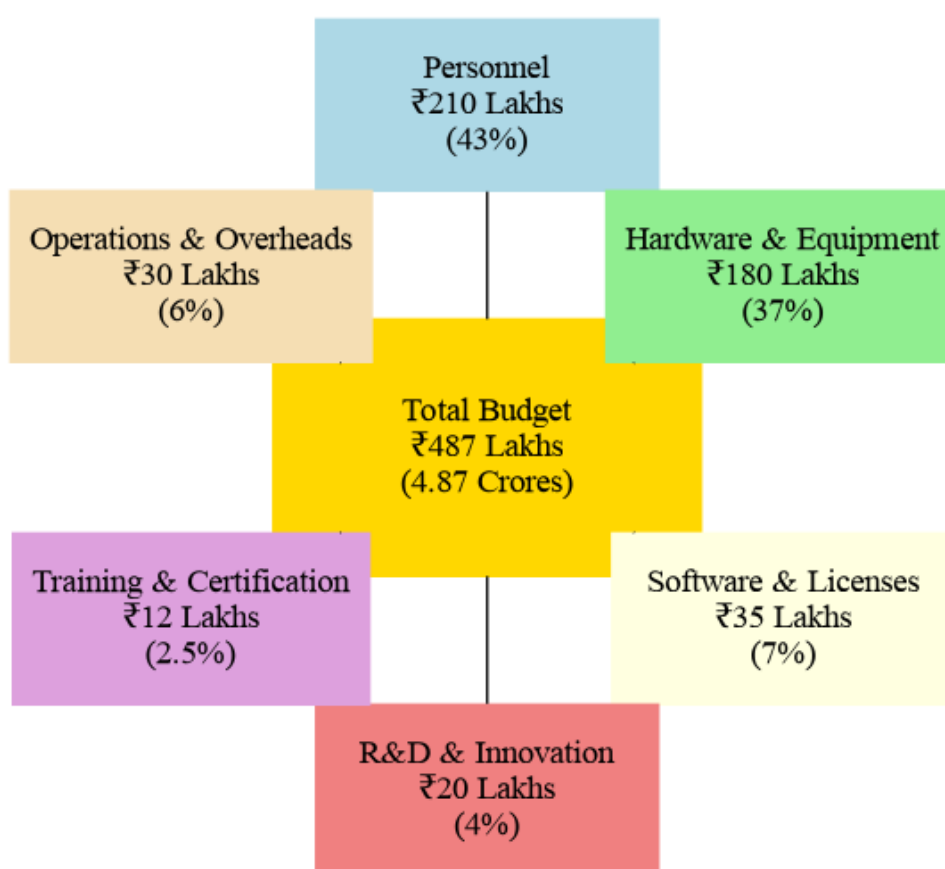 Personnel
₹210 Lakhs
(43%)
Operations & Overheads
₹30 Lakhs
(6%)
Hardware & Equipment
₹180 Lakhs
(37%)
Total Budget
₹487 Lakhs
(4.87 Crores)
Training & Certification
₹12 Lakhs
(2.5%)
Software & Licenses
₹35 Lakhs
(7%)
R&D & Innovation
₹20 Lakhs
(4%)